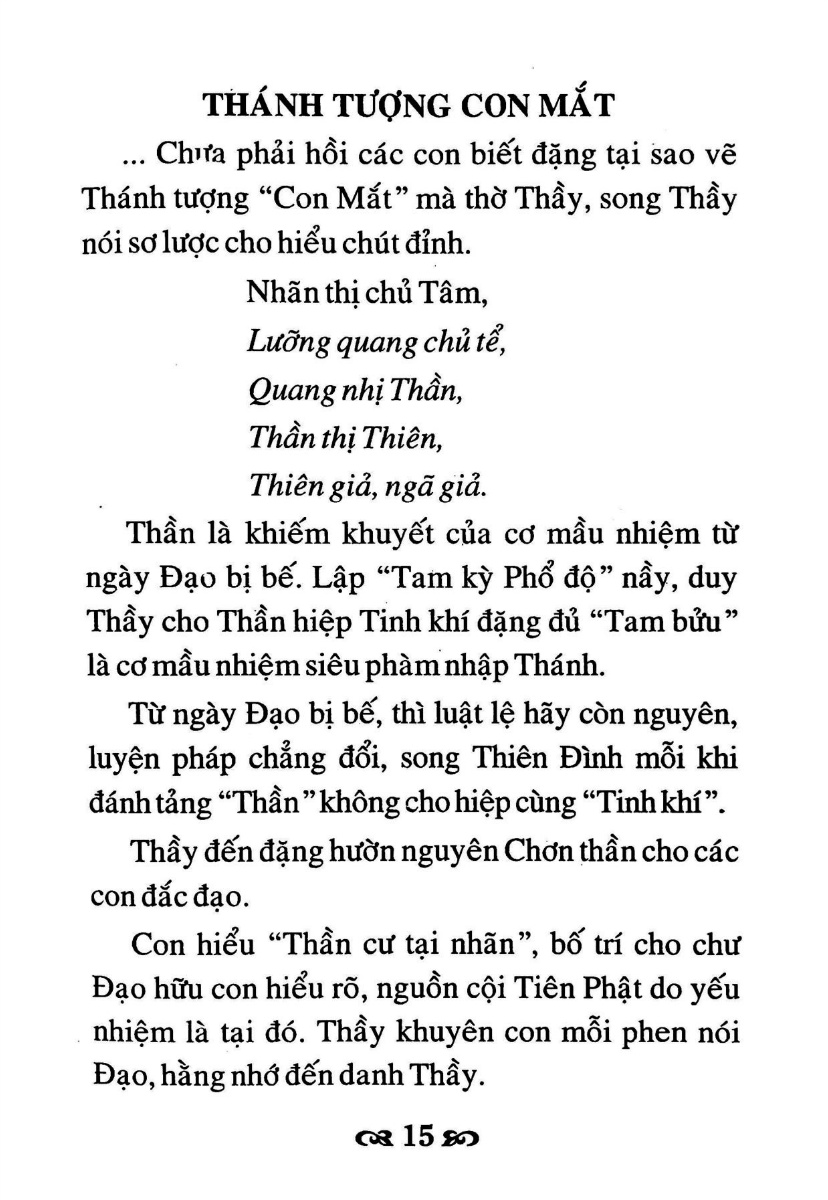 THÁNH TƯỢNG CON MẮT
... Chưa phải hồi các con biết đặng tại sao vẽ
Thánh tượng “Con Mắt” mà thờ Thầy, song Thầy
nói sơ lược cho hiểu chút đỉnh.
Nhãn thị chủ Tâm,
Lưỡng quang chủ tể,
Quang nhị Thần,
Thần thị Thiên,
Thiên giả, ngã giả.
Thần là khiếm khuyết của cơ mầu nhiệm từ
ngày Đạo bị bế. Lập “Tam kỳ Phổ độ” nầy, duy
Thầy cho Thần hiệp Tinh khí đặng đủ “Tam bửu”
là cơ mầu nhiệm siêu phàm nhập Thánh.
Từ ngày Đạo bị bế, thì luật lệ hãy còn nguyên,
luyện pháp chẳng đổi, song Thiên Đình mỗi khi
đánh tảng “Thần” không cho hiệp cùng “Tinh khí”.
Thầy đến đặng hườn nguyên Chơn thần cho các
con đắc đạo.
Con hiểu “Thần cư tại nhãn”, bố trí cho chư
Đạo hữu con hiểu rõ, nguồn cội Tiên Phật do yếu
nhiệm là tại đó. Thầy khuyên con mỗi phen nói
Đạo, hằng nhớ đến danh Thầy.
15